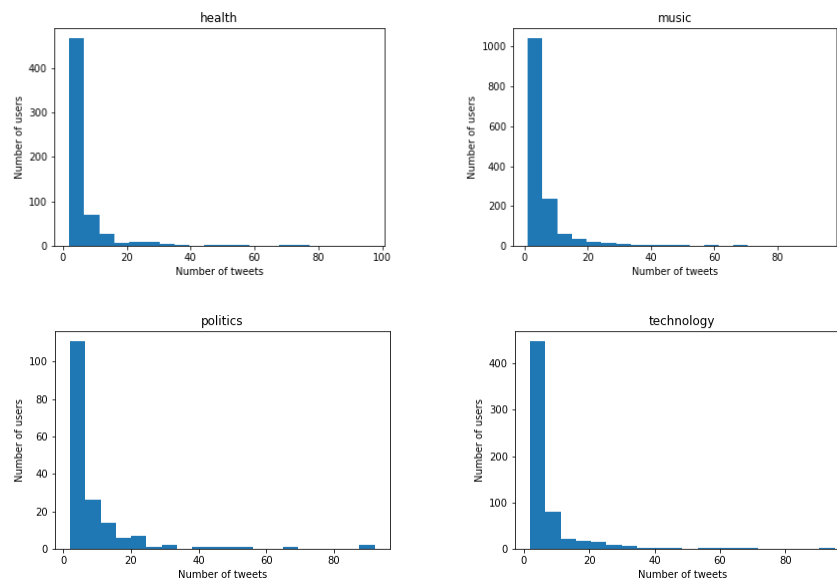 health
400
300
200
100
0
Number of users
0 20 40 60 80 100
Number of tweets
music
1000
800
600
400
200
0
Number of users
0 20 40 60 80
Number of tweets
politics
100
80
60
40
20
0
Number of users
0 20 40 60 80
Number of tweets
technology
400
300
200
100
0
Number of users
0 20 40 60 80
Number of tweets